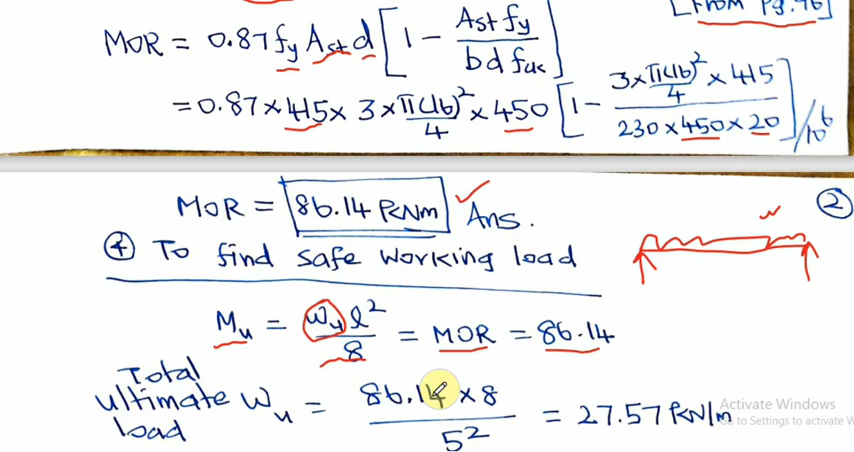 [From Pg. 96]
MOR = 0.87 fy Ast d [1 - Ast fy / bd fck]
= 0.87 × 415 × 3 × π(16)²/4 × 450 [1 - 3 × π(16)²/4 × 415 / 230 × 450 × 20] / 10⁶
MOR = 86.14 kNm Ans.
②
④ To find safe working load
w
Mu = wu l²/8 = MOR = 86.14
Total ultimate load wu = 86.14 × 8 / 5² = 27.57 kN/m
Activate Windows
Go to Settings to activate W